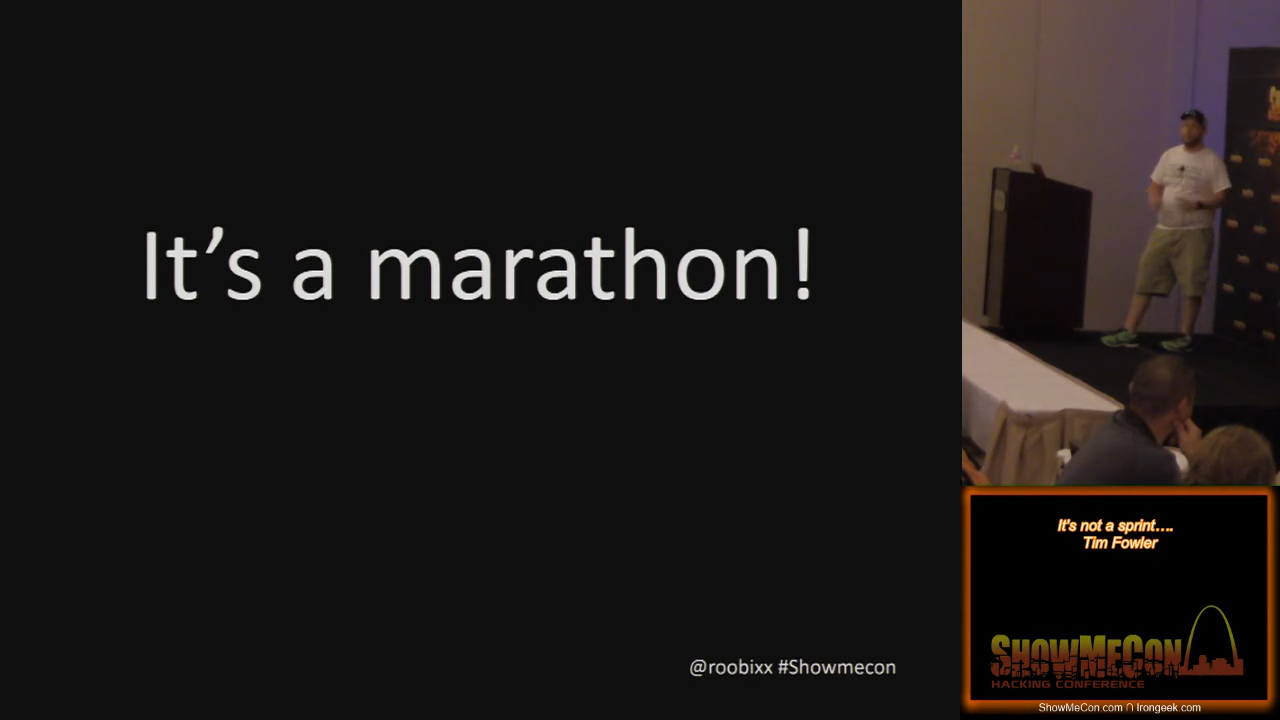 It's a marathon!
@roobixx #Showmecon
It's not a sprint....
Tim Fowler
SHOWMECON
HACKING CONFERENCE
ShowMeCon.com ∩ Irongeek.com